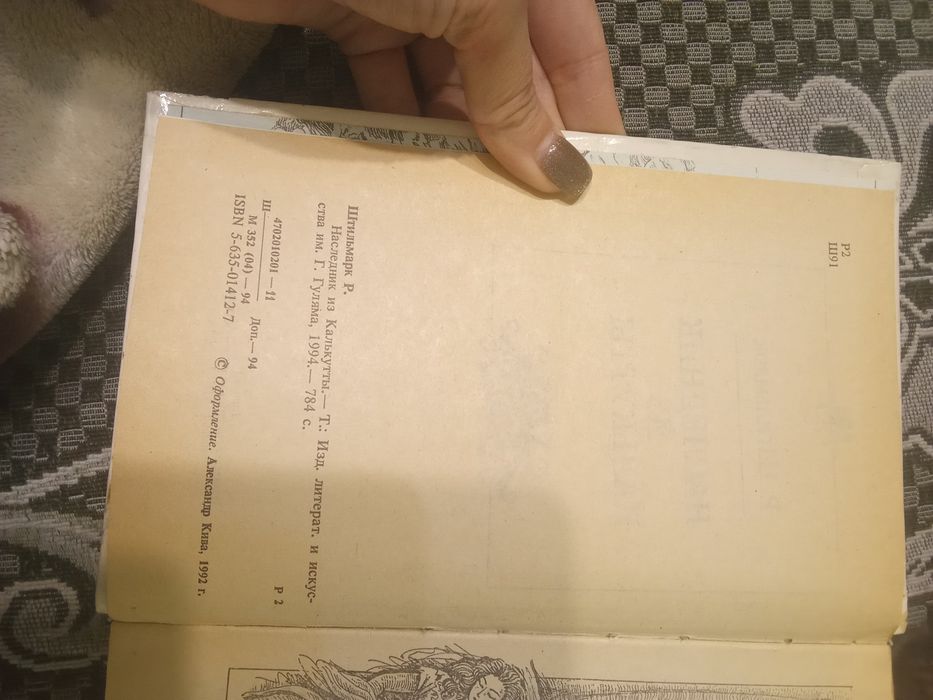 Р2
Ш91
Штильмарк Р.
Наследник из Калькутты.— Т.: Изд. литерат. и искус-
ства им. Г. Гуляма, 1994.— 784 с.
Ш 4702010201 — 11 Доп.— 94
М 352 (04) — 94
Р 2
ISBN 5-635-01412-7
© Оформление. Александр Кива, 1992 г.